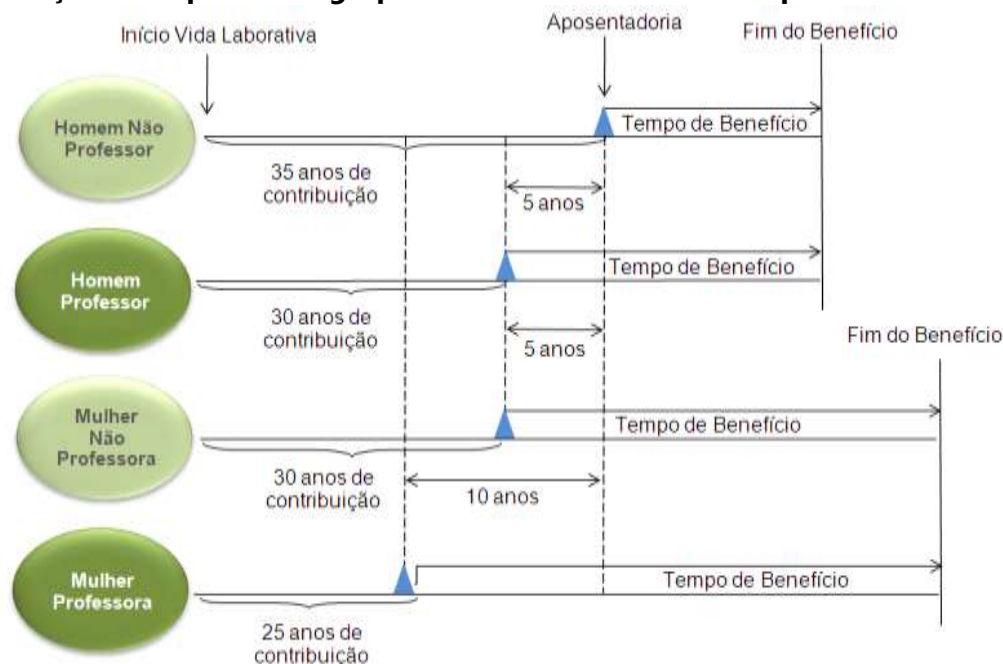 Início Vida Laborativa
Aposentadoria
Fim do Benefício
Homem Não
Professor
Tempo de Benefício
35 anos de
contribuição
5 anos
Homem
Professor
Tempo de Benefício
30 anos de
contribuição
5 anos
Fim do Benefício
Mulher
Não
Professora
Tempo de Benefício
30 anos de
contribuição
10 anos
Mulher
Professora
Tempo de Benefício
25 anos de
contribuição